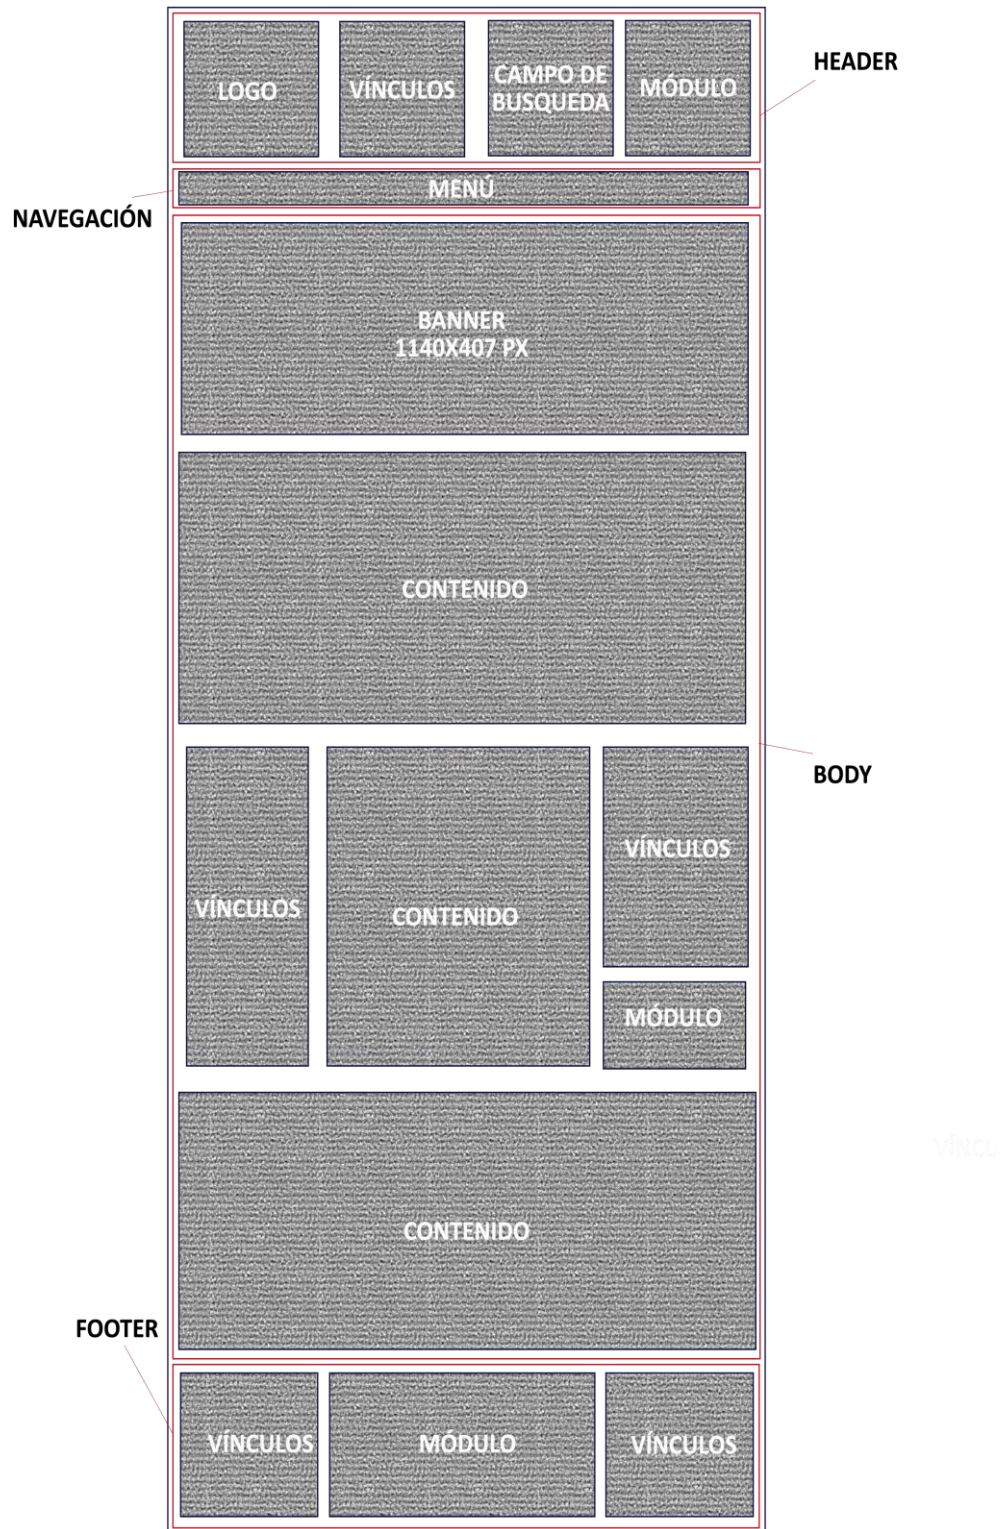 HEADER
LOGO
VÍNCULOS
CAMPO DE
BUSQUEDA
MÓDULO
NAVEGACIÓN
MENÚ
BANNER
1140X407 PX
CONTENIDO
BODY
VÍNCULOS
CONTENIDO
VÍNCULOS
MÓDULO
CONTENIDO
FOOTER
VÍNCULOS
MÓDULO
VÍNCULOS